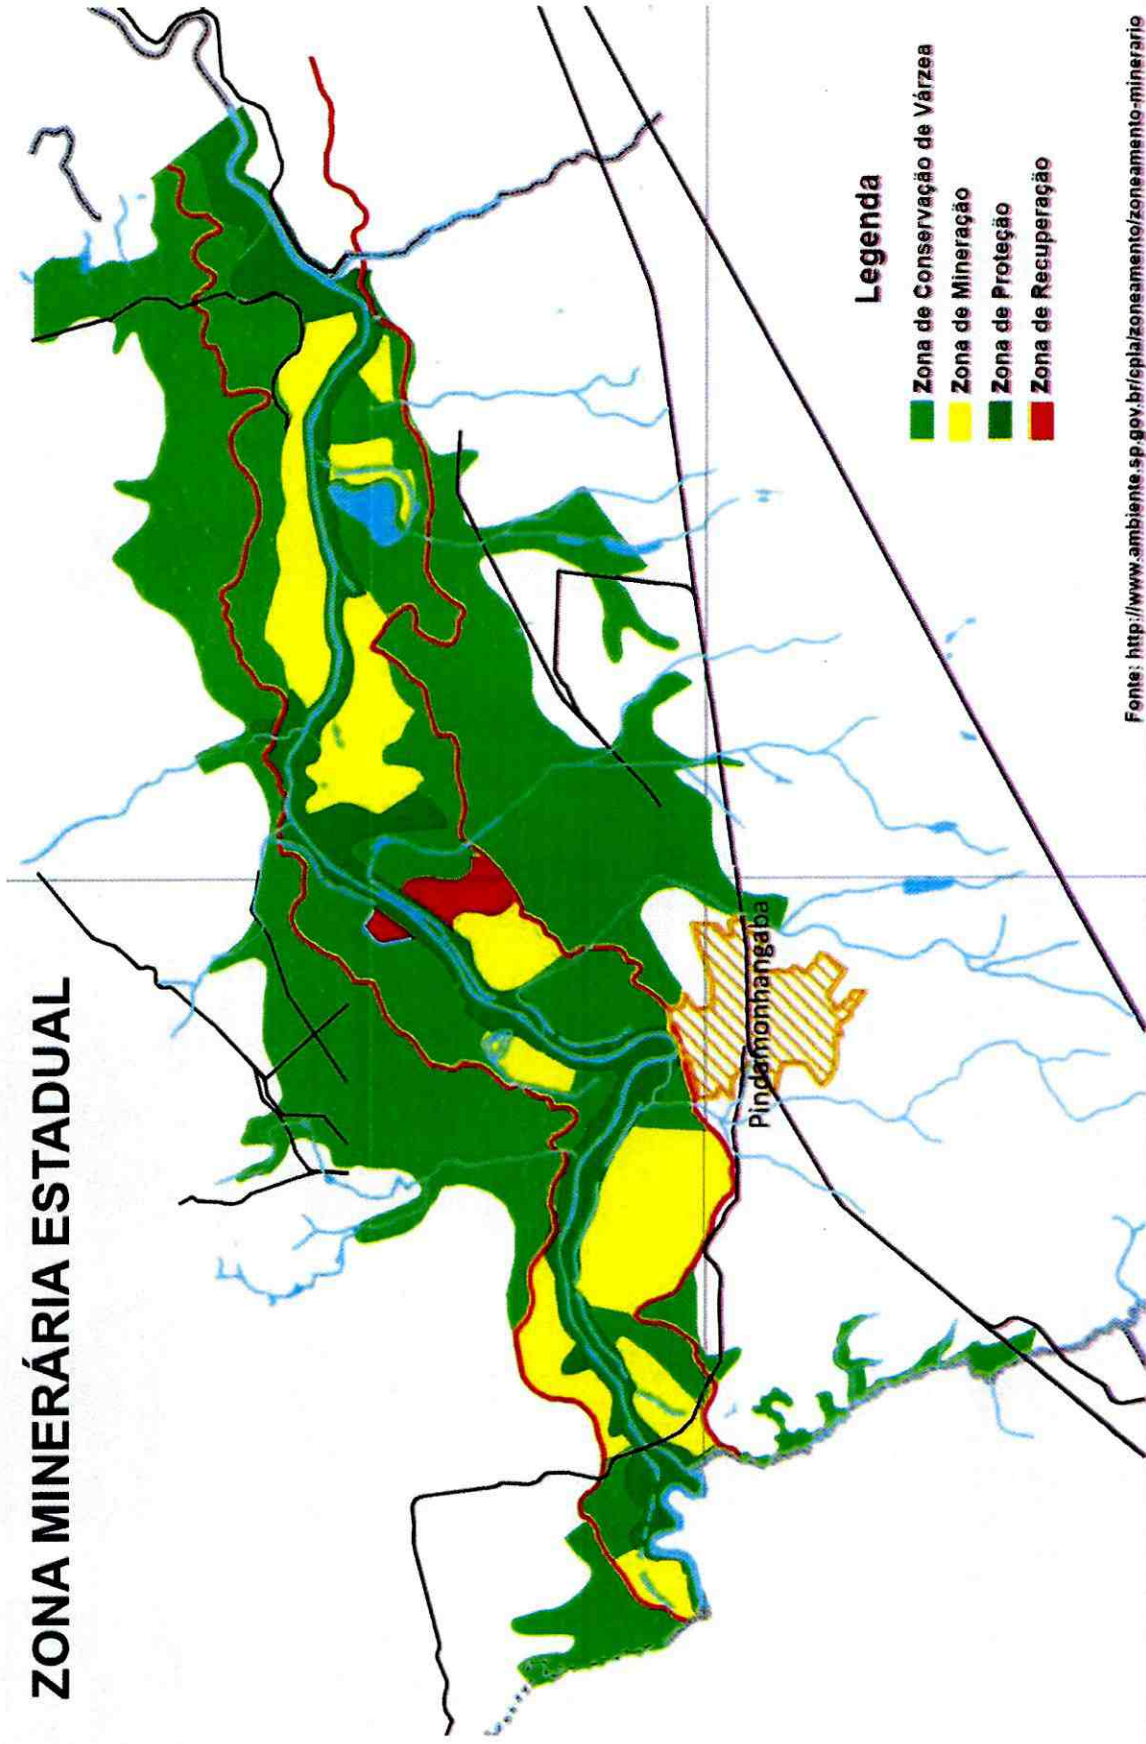 ZONA MINERÁRIA ESTADUAL
Pindamonhangaba
Legenda
Zona de Conservação de Várzea
Zona de Mineração
Zona de Proteção
Zona de Recuperação
Fonte: http://www.ambiente.sp.gov.br/cpla/zoneamento/zoneamento-minerario